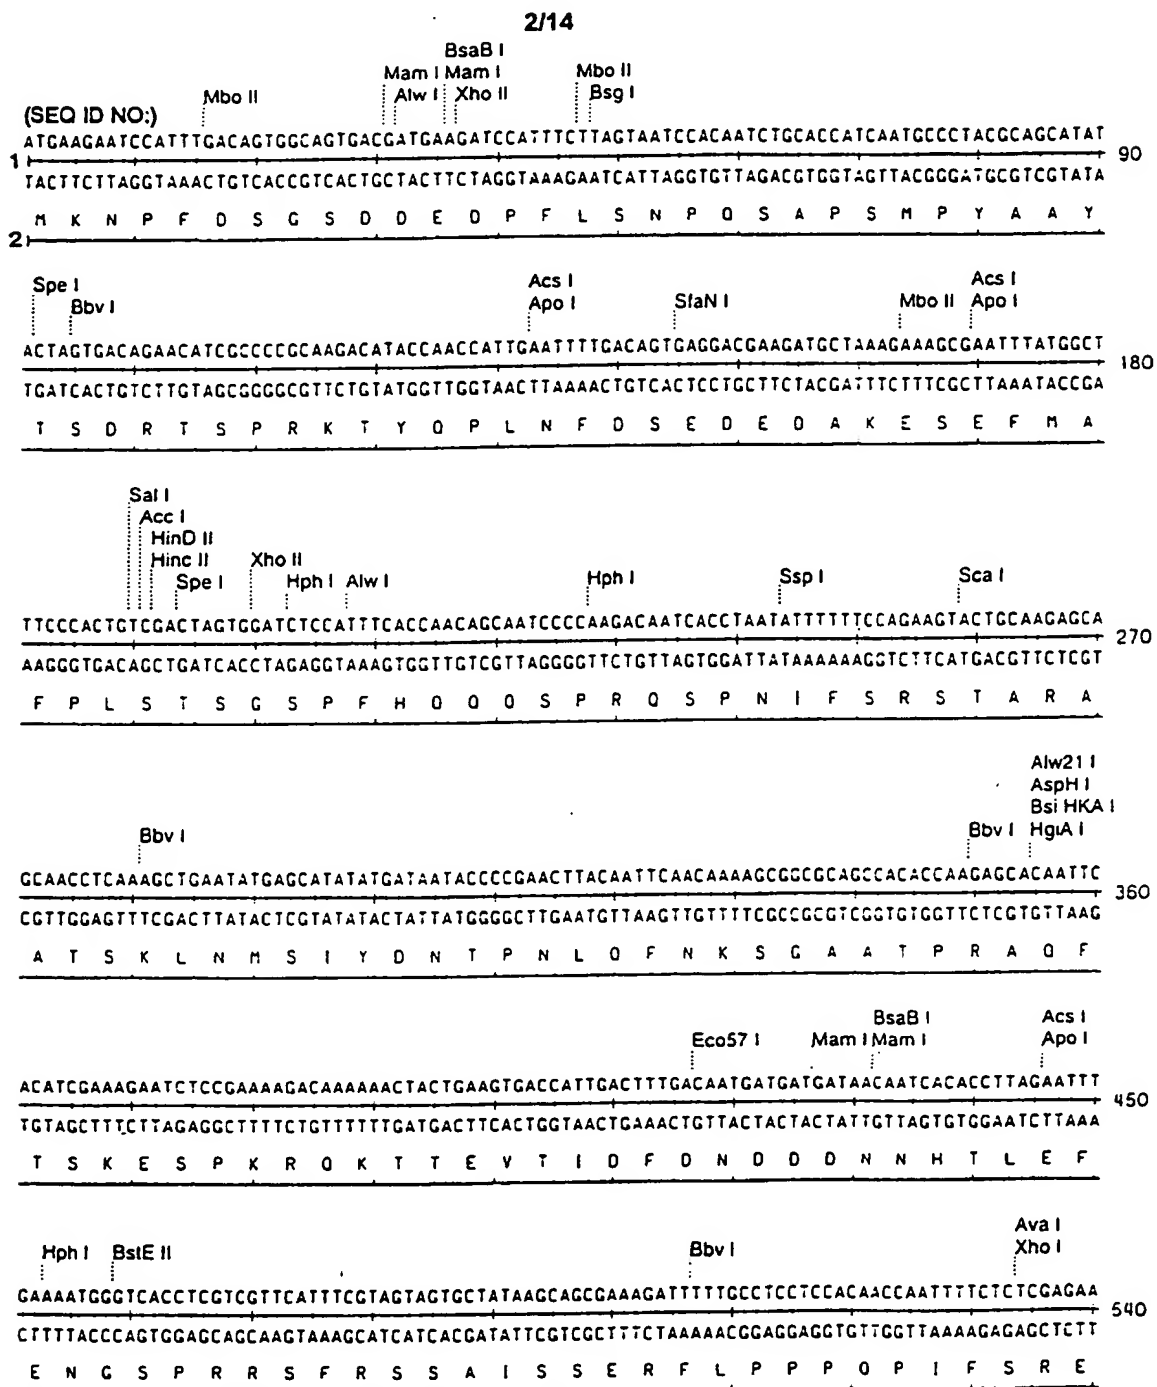 2/14
BsaB I
Mam I Mam I Mbo II
Mbo II Alw I Xho II Bsg I
(SEQ ID NO:)
ATGAAGAATCCATTTGACAGTGGCAGTGACGATGAAGATCCATTTCTTAGTAATCCACAATCTGCACCATCAATGCCCTACGCAGCATAT
1 90
TACTTCTTAGGTAAACTGTCACCGTCACTGCTACTTCTAGGTAAAGAATCATTAGGTGTTAGACGTGGTAGTTACGGGATGCGTCGTATA
M K N P F D S G S D D E D P F L S N P Q S A P S M P Y A A Y
2
Spe I Acs I Acs I
Bbv I Apo I SfaN I Mbo II Apo I
ACTAGTGACAGAACATCGCCCCGCAAGACATACCAACCATTGAATTTTGACAGTGAGGACGAAGATGCTAAAGAAAGCGAATTTATGGCT
180
TGATCACTGTCTTGTAGCGGGGCGTTCTGTATGGTTGGTAACTTAAAACTGTCACTCCTGCTTCTACGATTTCTTTCGCTTAAATACCGA
T S D R T S P R K T Y Q P L N F D S E D E D A K E S E F M A
Sal I
Acc I
HinD II
Hinc II Xho II
Spe I Hph I Alw I Hph I Ssp I Sca I
TTCCCACTGTCGACTAGTGGATCTCCATTTCACCAACAGCAATCCCCAAGACAATCACCTAATATTTTTTCCAGAAGTACTGCAAGAGCA
270
AAGGGTGACAGCTGATCACCTAGAGGTAAAGTGGTTGTCGTTAGGGGTTCTGTTAGTGGATTATAAAAAAGGTCTTCATGACGTTCTCGT
F P L S T S G S P F H Q Q Q S P R Q S P N I F S R S T A R A
Alw21 I
AspH I
Bsi HKA I
Bbv I Bbv I HgiA I
GCAACCTCAAAGCTGAATATGAGCATATATGATAATACCCCGAACTTACAATTCAACAAAAGCGGCGCAGCCACACCAAGAGCACAATTC
360
CGTTGGAGTTTCGACTTATACTCGTATATACTATTATGGGGCTTGAATGTTAAGTTGTTTTCGCCGCGTCGGTGTGGTTCTCGTGTTAAG
A T S K L N M S I Y D N T P N L Q F N K S G A A T P R A Q F
BsaB I Acs I
Eco57 I Mam I Mam I Apo I
ACATCGAAAGAATCTCCGAAAAGACAAAAAACTACTGAAGTGACCATTGACTTTGACAATGATGATGATAACAATCACACCTTAGAATTT
450
TGTAGCTTTCTTAGAGGCTTTTCTGTTTTTTGATGACTTCACTGGTAACTGAAACTGTTACTACTACTATTGTTAGTGTGGAATCTTAAA
T S K E S P K R Q K T T E V T I D F D N D D D N N H T L E F
Ava I
Hph I BstE II Bbv I Xho I
GAAAATGGGTCACCTCGTCGTTCATTTCGTAGTAGTGCTATAAGCAGCGAAAGATTTTTGCCTCCTCCACAACCAATTTTCTCTCGAGAA
540
CTTTTACCCAGTGGAGCAGCAAGTAAAGCATCATCACGATATTCGTCGCTTTCTAAAAACGGAGGAGGTGTTGGTTAAAAGAGAGCTCTT
E N G S P R R S F R S S A I S S E R F L P P P Q P I F S R E